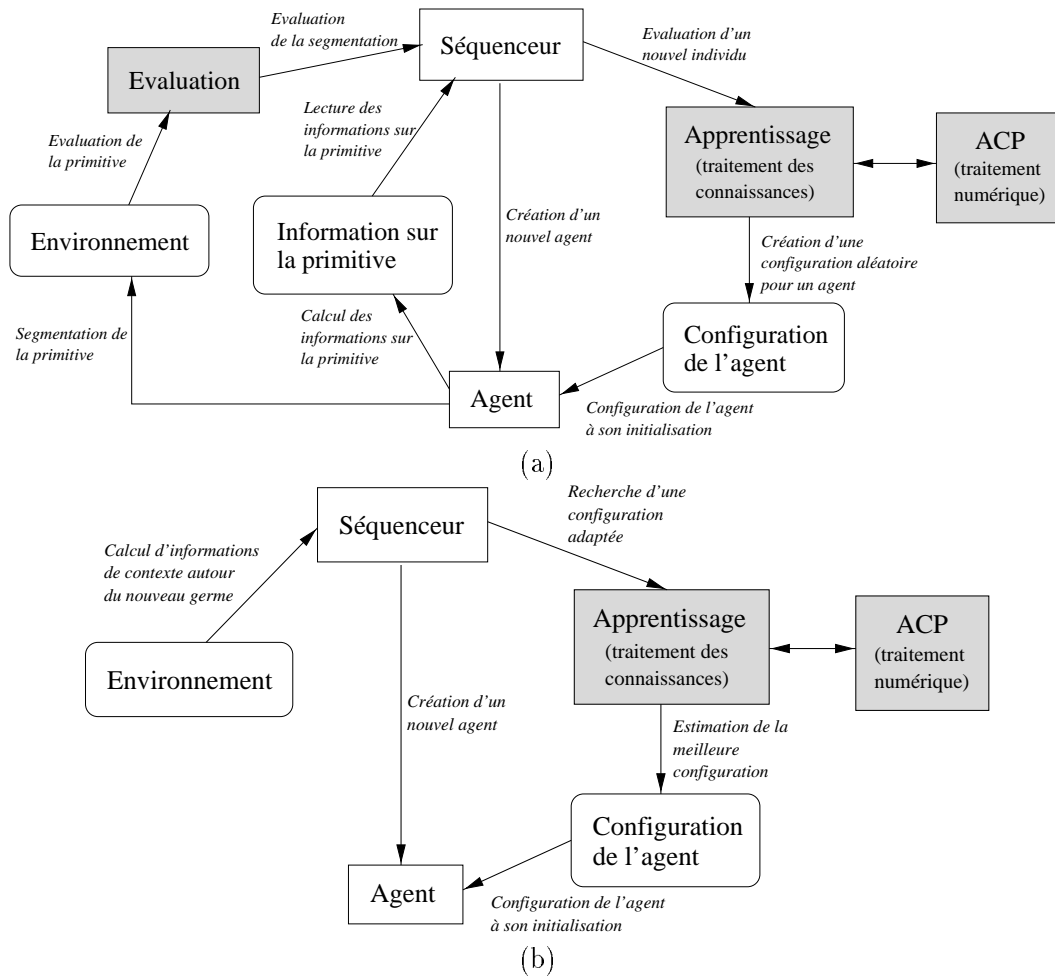 Evaluation
de la segmentation
Séquenceur
Evaluation d'un
nouvel individu
Evaluation
Evaluation de
la primitive
Lecture des
informations sur
la primitive
Apprentissage
(traitement des
connaissances)
ACP
(traitement
numérique)
Environnement
Information sur
la primitive
Création d'un
nouvel agent
Création d'une
configuration aléatoire
pour un agent
Segmentation de
la primitive
Calcul des
informations sur
la primitive
Configuration
de l'agent
Agent
Configuration de l'agent
à son initialisation
(a)
Séquenceur
Recherche d'une
configuration
adaptée
Calcul d'informations
de contexte autour
du nouveau germe
Apprentissage
(traitement des
connaissances)
ACP
(traitement
numérique)
Environnement
Création d'un
nouvel agent
Estimation de la
meilleure
configuration
Configuration
de l'agent
Agent
Configuration de l'agent
à son initialisation
(b)